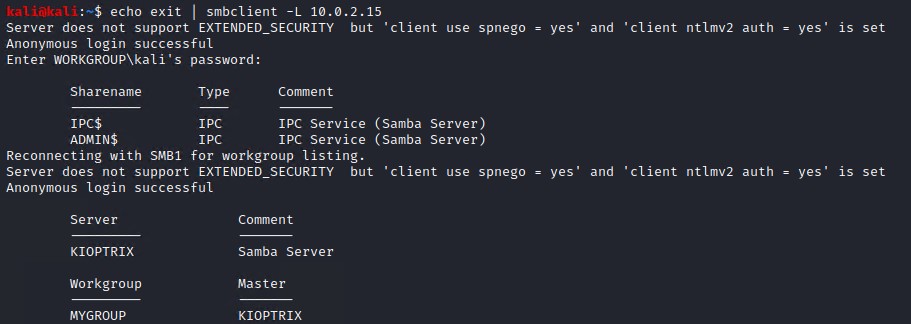 kali@kali:~$ echo exit | smbclient -L 10.0.2.15
Server does not support EXTENDED_SECURITY  but 'client use spnego = yes' and 'client ntlmv2 auth = yes' is set
Anonymous login successful
Enter WORKGROUP\kali's password:

        Sharename       Type      Comment
        ---------       ----      -------
        IPC$            IPC       IPC Service (Samba Server)
        ADMIN$          IPC       IPC Service (Samba Server)
Reconnecting with SMB1 for workgroup listing.
Server does not support EXTENDED_SECURITY  but 'client use spnego = yes' and 'client ntlmv2 auth = yes' is set
Anonymous login successful

        Server               Comment
        ---------            -------
        KIOPTRIX             Samba Server

        Workgroup            Master
        ---------            -------
        MYGROUP              KIOPTRIX